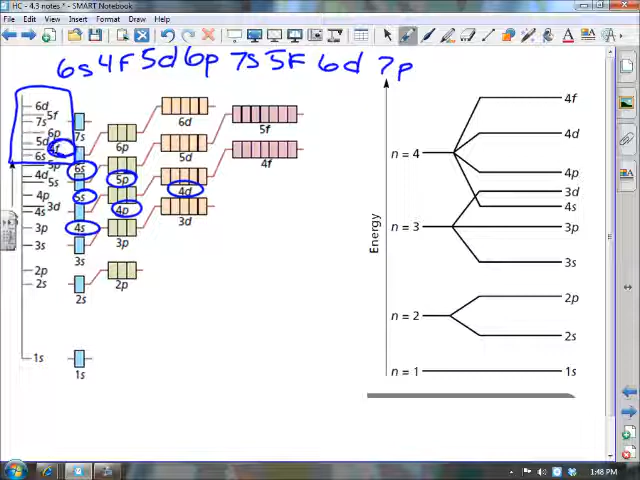 HC - 4.3 notes * - SMART Notebook
File Edit View Insert Format Draw Help
6s 4f 5d 6p 7s 5f 6d 7p
6d
7s 5f
6p
5d 4f
6s 5p
4d 5s
4p
4s 3d
3p
3s
2p
2s
1s
7s
6s
5s
4s
3s
2s
1s
6p
5p
4p
3p
2p
6d
5d
4d
3d
5f
4f
Energy
n = 4
n = 3
n = 2
n = 1
4f
4d
4p
3d
4s
3p
3s
2p
2s
1s
1:48 PM